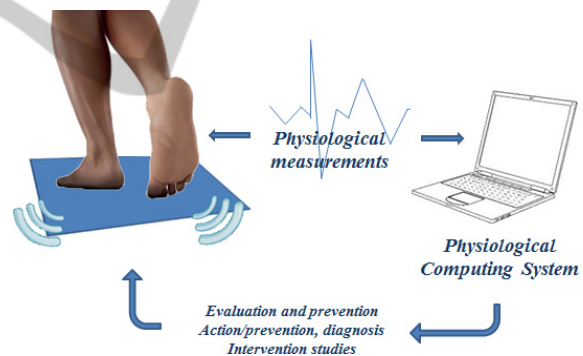 Physiological
measurements
Physiological
Computing System
Evaluation and prevention
Action/prevention, diagnosis
Intervention studies